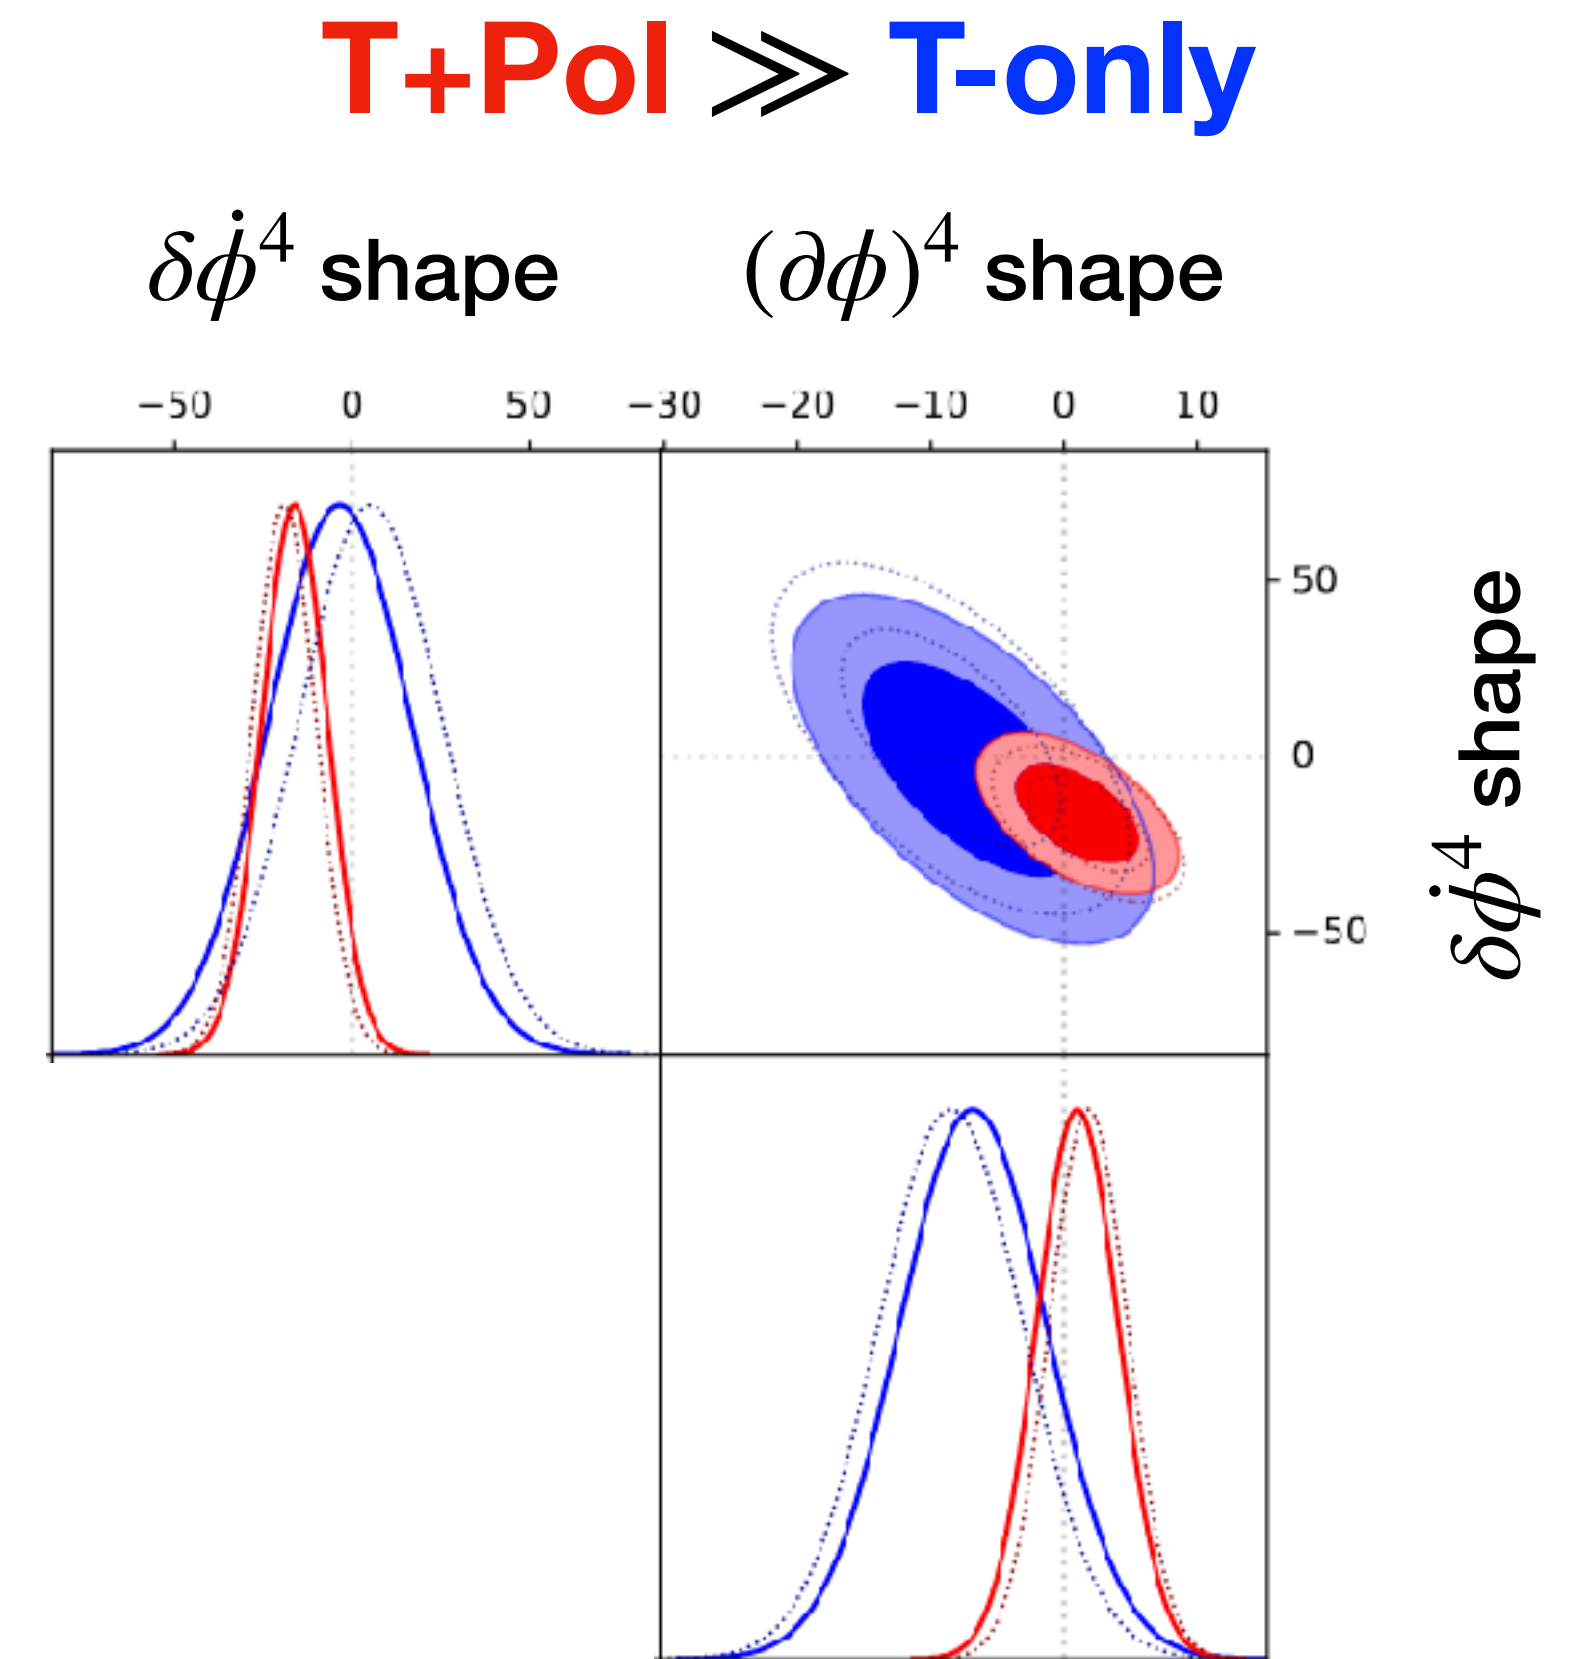 T+Pol ≫ T-only
δϕ̇⁴ shape (∂ϕ)⁴ shape
−50 0 50 −30 −20 −10 0 10
50
0
−50
δϕ̇⁴ shape